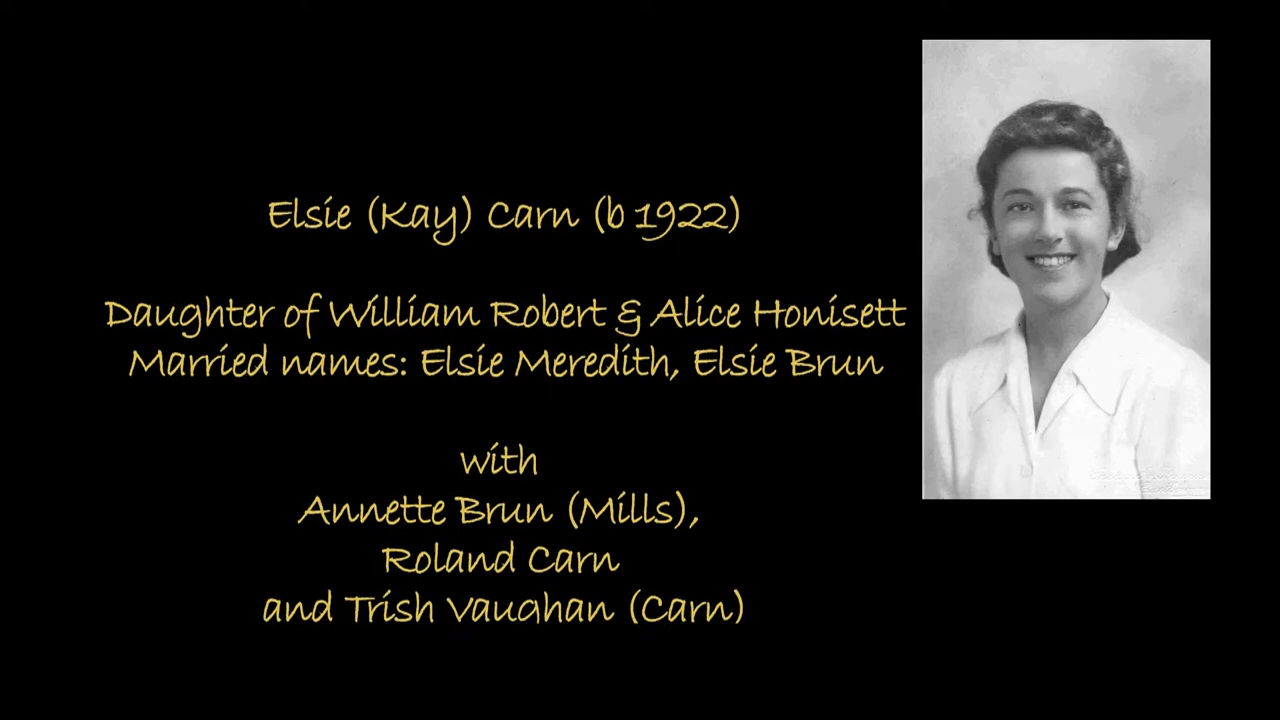 Elsie (Kay) Carn (b 1922)
Daughter of William Robert & Alice Honisett
Married names: Elsie Meredith, Elsie Brun
with
Annette Brun (Mills),
Roland Carn
and Trish Vaughan (Carn)